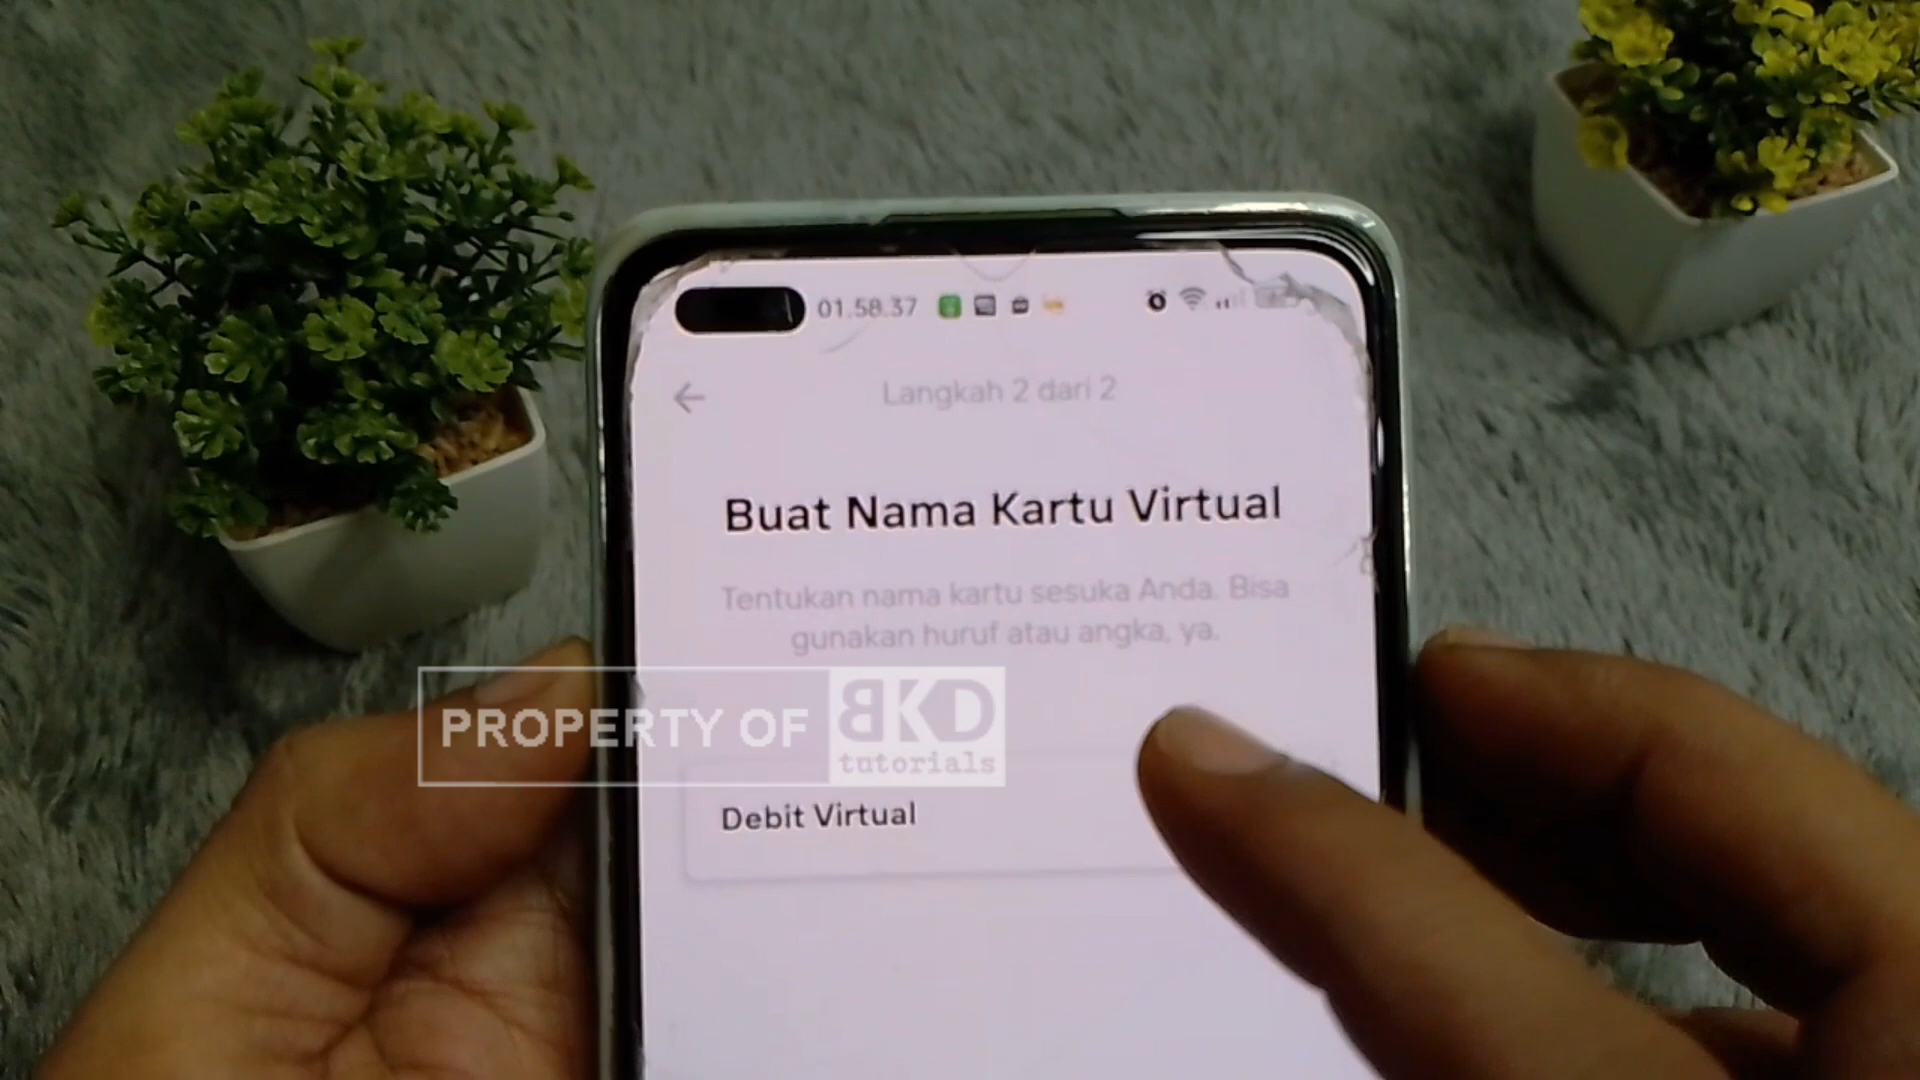 01.58.37
Langkah 2 dari 2
Buat Nama Kartu Virtual
Tentukan nama kartu sesuka Anda. Bisa
gunakan huruf atau angka, ya.
PROPERTY OF BKD
tutorials
Debit Virtual